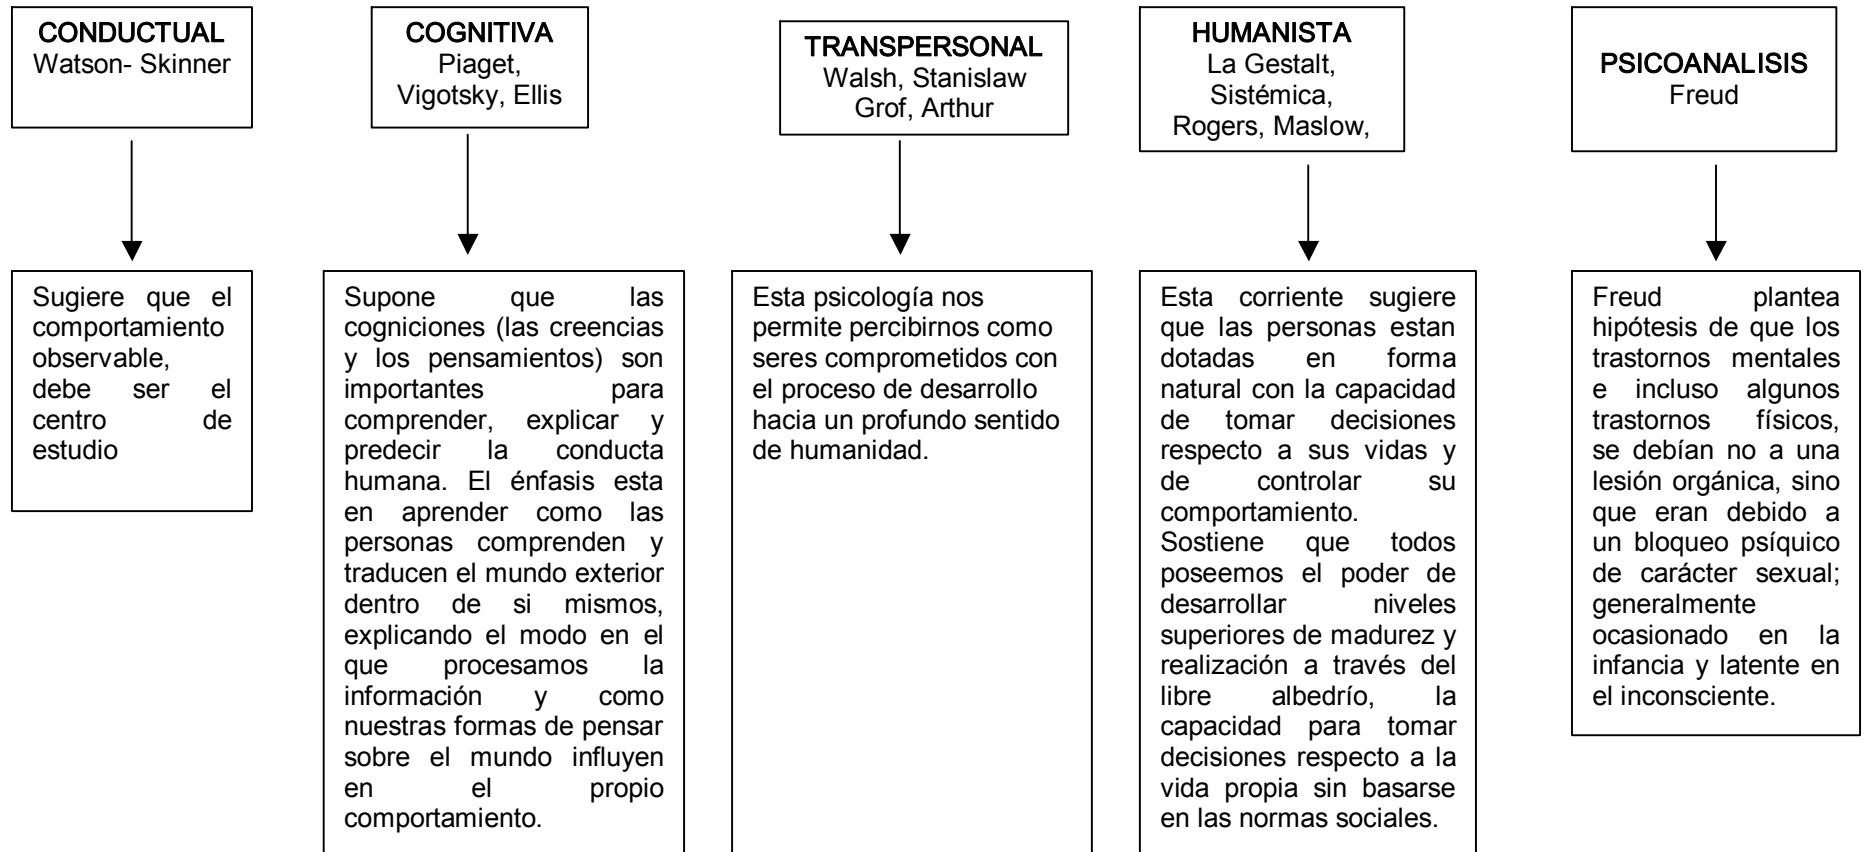 CONDUCTUAL
Watson- Skinner
Sugiere que el
comportamiento
observable,
debe ser el
centro de
estudio
COGNITIVA
Piaget,
Vigotsky, Ellis
Supone que las
cogniciones (las creencias
y los pensamientos) son
importantes para
comprender, explicar y
predecir la conducta
humana. El énfasis esta
en aprender como las
personas comprenden y
traducen el mundo exterior
dentro de si mismos,
explicando el modo en el
que procesamos la
información y como
nuestras formas de pensar
sobre el mundo influyen
en el propio
comportamiento.
TRANSPERSONAL
Walsh, Stanislaw
Grof, Arthur
Esta psicología nos
permite percibirnos como
seres comprometidos con
el proceso de desarrollo
hacia un profundo sentido
de humanidad.
HUMANISTA
La Gestalt,
Sistémica,
Rogers, Maslow,
Esta corriente sugiere
que las personas estan
dotadas en forma
natural con la capacidad
de tomar decisiones
respecto a sus vidas y
de controlar su
comportamiento.
Sostiene que todos
poseemos el poder de
desarrollar niveles
superiores de madurez y
realización a través del
libre albedrío, la
capacidad para tomar
decisiones respecto a la
vida propia sin basarse
en las normas sociales.
PSICOANALISIS
Freud
Freud plantea
hipótesis de que los
trastornos mentales
e incluso algunos
trastornos físicos,
se debían no a una
lesión orgánica, sino
que eran debido a
un bloqueo psíquico
de carácter sexual;
generalmente
ocasionado en la
infancia y latente en
el inconsciente.